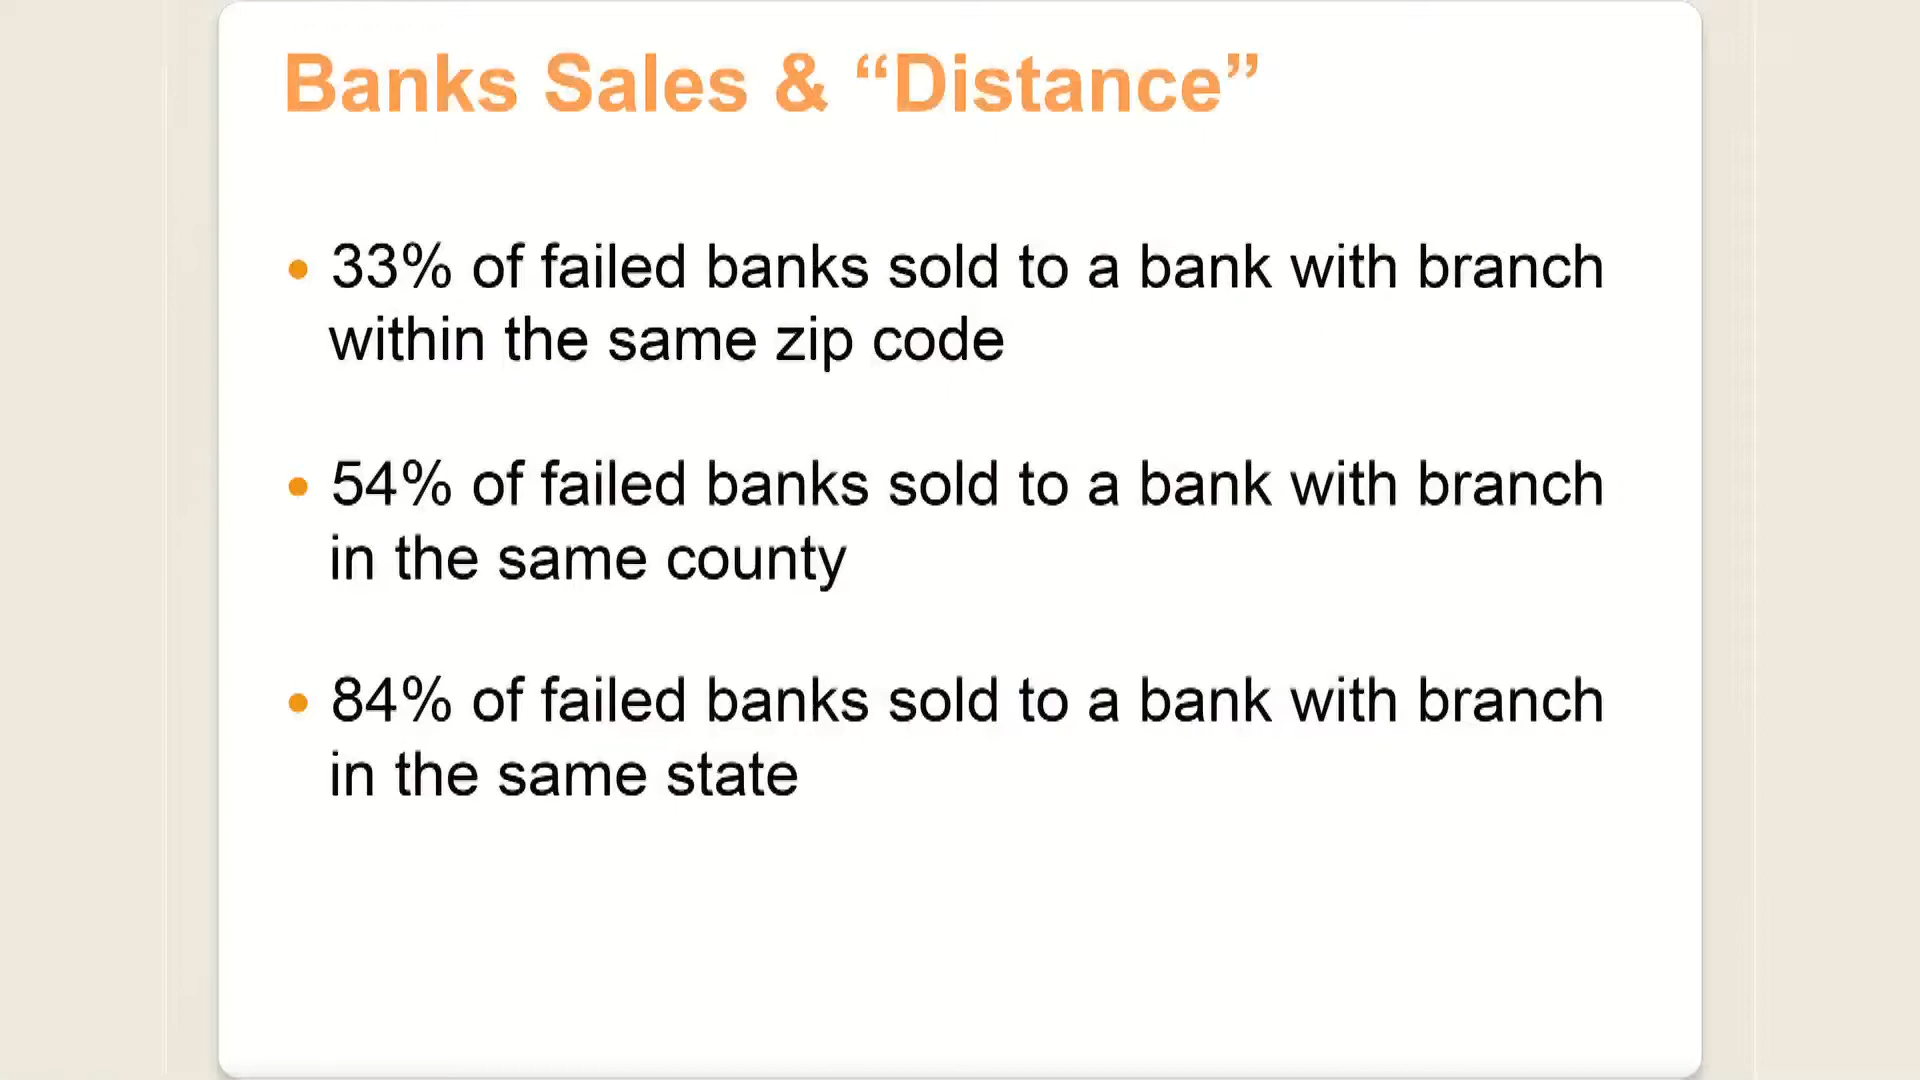 Banks Sales & “Distance”
• 33% of failed banks sold to a bank with branch
within the same zip code
• 54% of failed banks sold to a bank with branch
in the same county
• 84% of failed banks sold to a bank with branch
in the same state